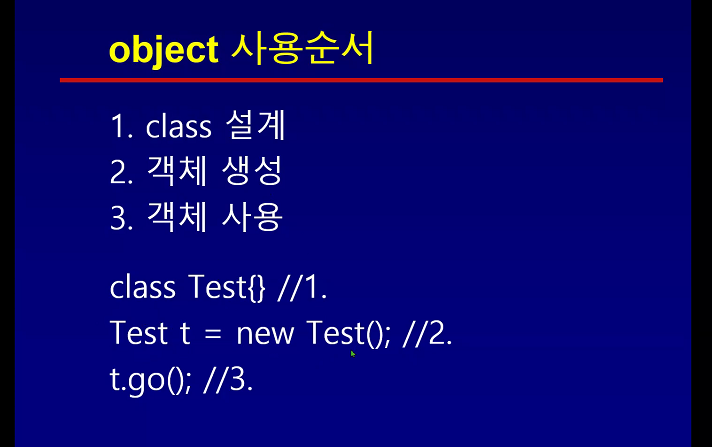 object 사용순서
1. class 설계
2. 객체 생성
3. 객체 사용
class Test{} //1.
Test t = new Test(); //2.
t.go(); //3.